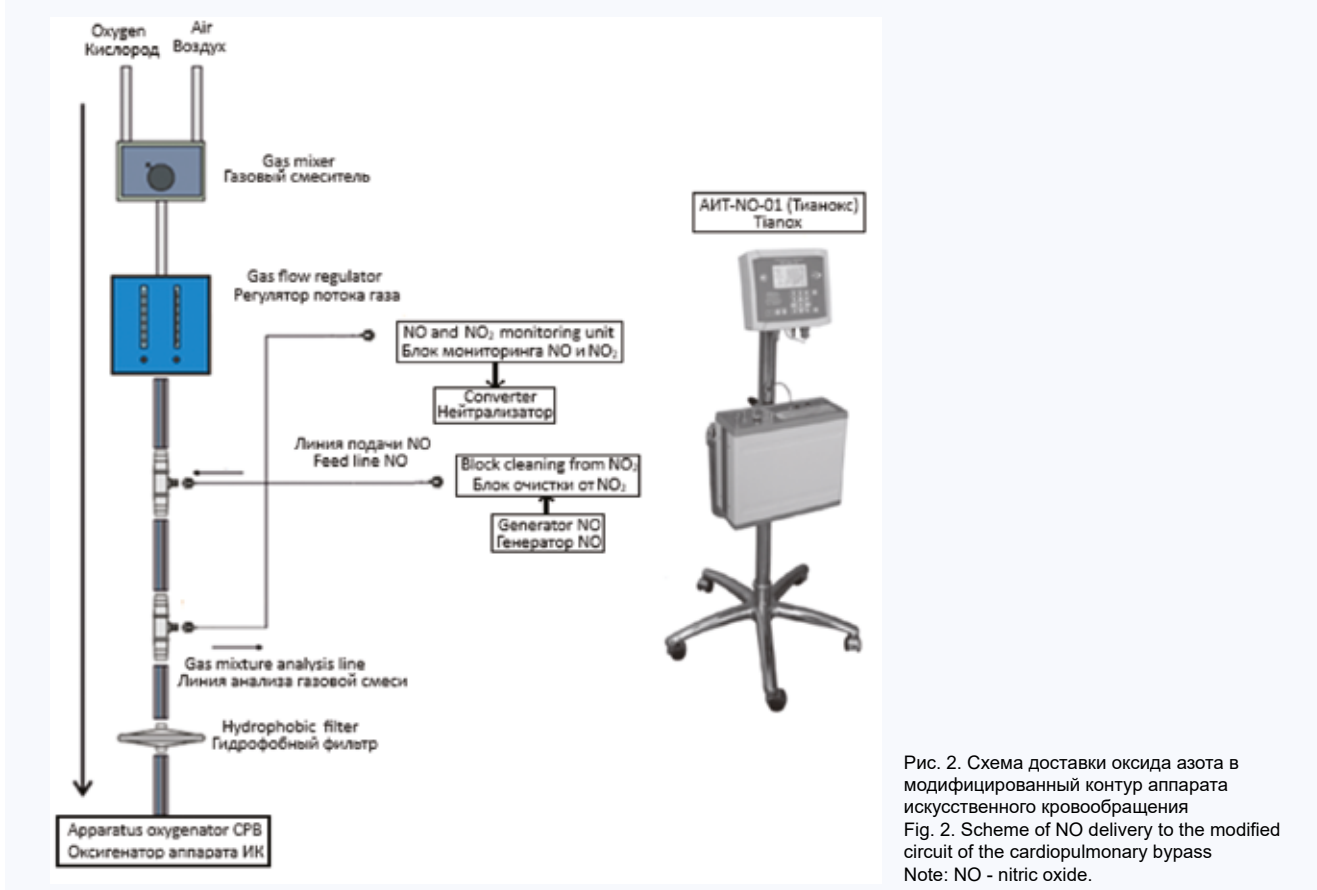 Oxygen
Кислород
Air
Воздух
Gas mixer
Газовый смеситель
АИТ-NO-01 (Тианокс)
Tianox
Gas flow regulator
Регулятор потока газа
NO and NO₂ monitoring unit
Блок мониторинга NO и NO₂
Converter
Нейтрализатор
Линия подачи NO
Feed line NO
Block cleaning from NO₂
Блок очистки от NO₂
Generator NO
Генератор NO
Gas mixture analysis line
Линия анализа газовой смеси
Hydrophobic filter
Гидрофобный фильтр
Apparatus oxygenator CPB
Оксигенатор аппарата ИК
Рис. 2. Схема доставки оксида азота в
модифицированный контур аппарата
искусственного кровообращения
Fig. 2. Scheme of NO delivery to the modified
circuit of the cardiopulmonary bypass
Note: NO - nitric oxide.